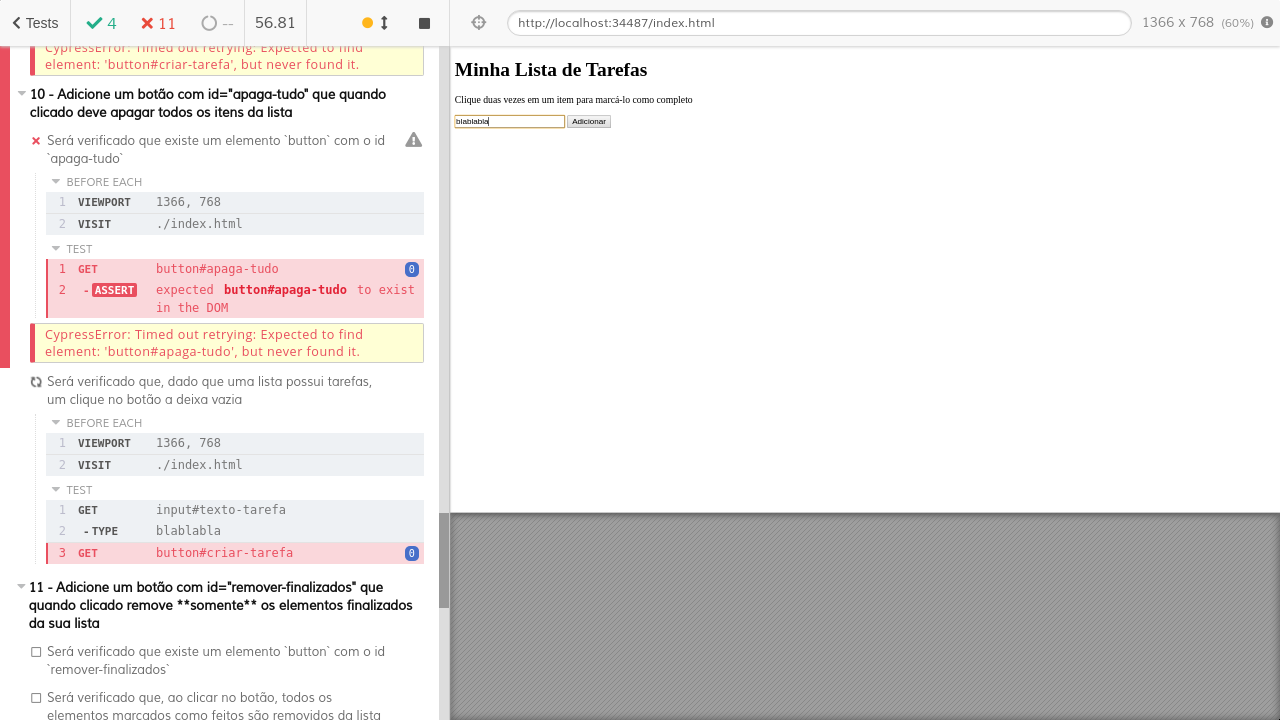 Tests 4 11 -- 56.81
http://localhost:34487/index.html 1366 x 768 (60%)
CypressError: Timed out retrying: Expected to find
element: 'button#criar-tarefa', but never found it.
10 - Adicione um botão com id="apaga-tudo" que quando
clicado deve apagar todos os itens da lista
Será verificado que existe um elemento `button` com o id
`apaga-tudo`
BEFORE EACH
1 VIEWPORT 1366, 768
2 VISIT ./index.html
TEST
1 GET button#apaga-tudo 0
2 -ASSERT expected button#apaga-tudo to exist
in the DOM
CypressError: Timed out retrying: Expected to find
element: 'button#apaga-tudo', but never found it.
Será verificado que, dado que uma lista possui tarefas,
um clique no botão a deixa vazia
BEFORE EACH
1 VIEWPORT 1366, 768
2 VISIT ./index.html
TEST
1 GET input#texto-tarefa
2 -TYPE blablabla
3 GET button#criar-tarefa 0
11 - Adicione um botão com id="remover-finalizados" que
quando clicado remove **somente** os elementos finalizados
da sua lista
Será verificado que existe um elemento `button` com o id
`remover-finalizados`
Será verificado que, ao clicar no botão, todos os
elementos marcados como feitos são removidos da lista
Minha Lista de Tarefas
Clique duas vezes em um item para marcá-lo como completo
blablabla Adicionar